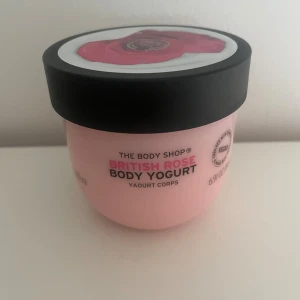 THE BODY SHOP®
BRITISH ROSE
BODY YOGURT
YAOURT CORPS